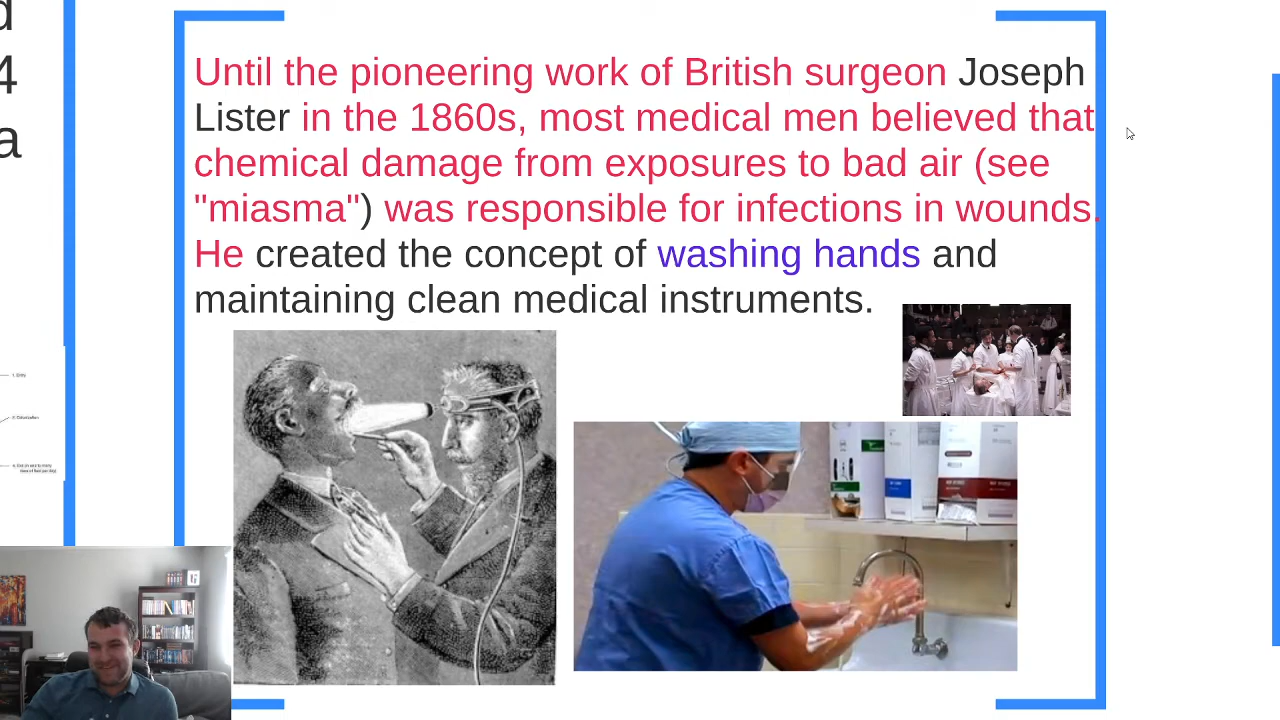 d
4
a
Until the pioneering work of British surgeon Joseph
Lister in the 1860s, most medical men believed that
chemical damage from exposures to bad air (see
"miasma") was responsible for infections in wounds.
He created the concept of washing hands and
maintaining clean medical instruments.